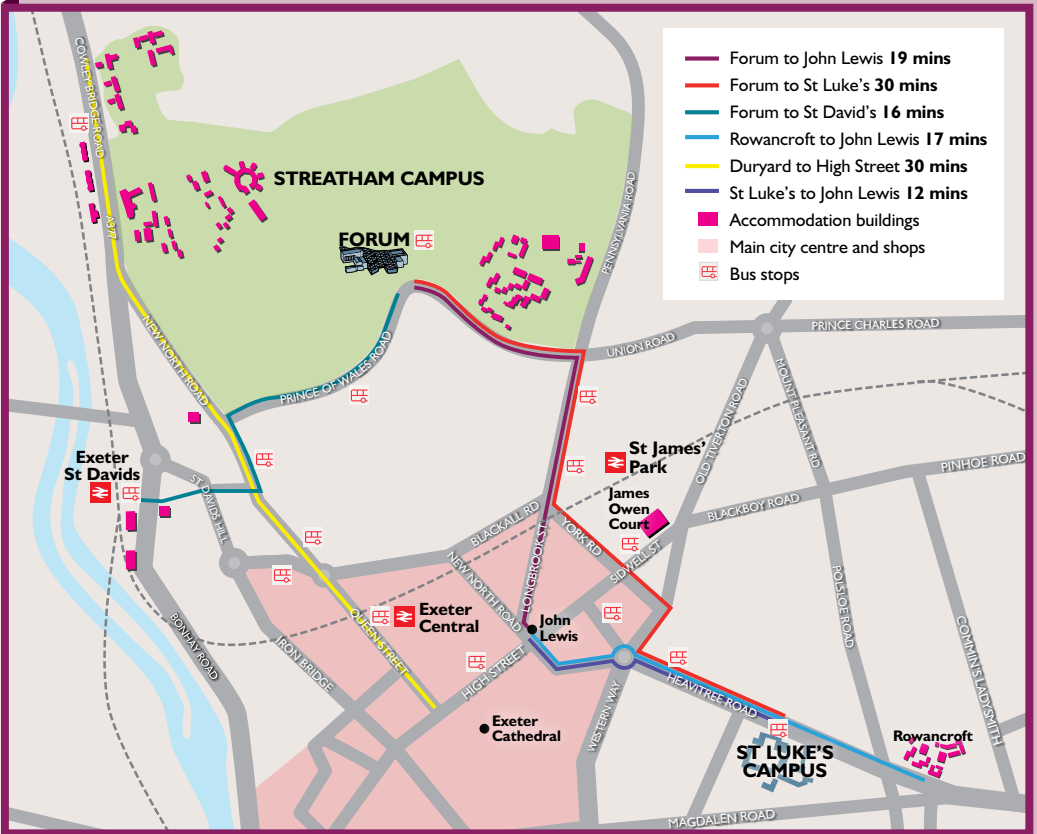 Forum to John Lewis 19 mins
Forum to St Luke's 30 mins
Forum to St David's 16 mins
Rowancroft to John Lewis 17 mins
Duryard to High Street 30 mins
St Luke's to John Lewis 12 mins
Accommodation buildings
Main city centre and shops
Bus stops
COWLEY BRIDGE ROAD
A377
STREATHAM CAMPUS
FORUM
PENNSYLVANIA ROAD
NEW NORTH ROAD
PRINCE OF WALES ROAD
UNION ROAD
PRINCE CHARLES ROAD
MOUNT PLEASANT RD
OLD TIVERTON ROAD
Exeter
St Davids
ST DAVIDS HILL
St James'
Park
James
Owen
Court
PINHOE ROAD
BLACKBOY ROAD
BLACKALL RD
YORK RD
SIDWELL ST
LONGBROOK ST
NEW NORTH ROAD
POLSLOE ROAD
COMMIN'S LADYSMITH
BONHAY ROAD
IRON BRIDGE
QUEEN STREET
Exeter
Central
John
Lewis
HIGH STREET
HEAVITREE ROAD
WESTERN WAY
Exeter
Cathedral
ST LUKE'S
CAMPUS
Rowancroft
MAGDALEN ROAD